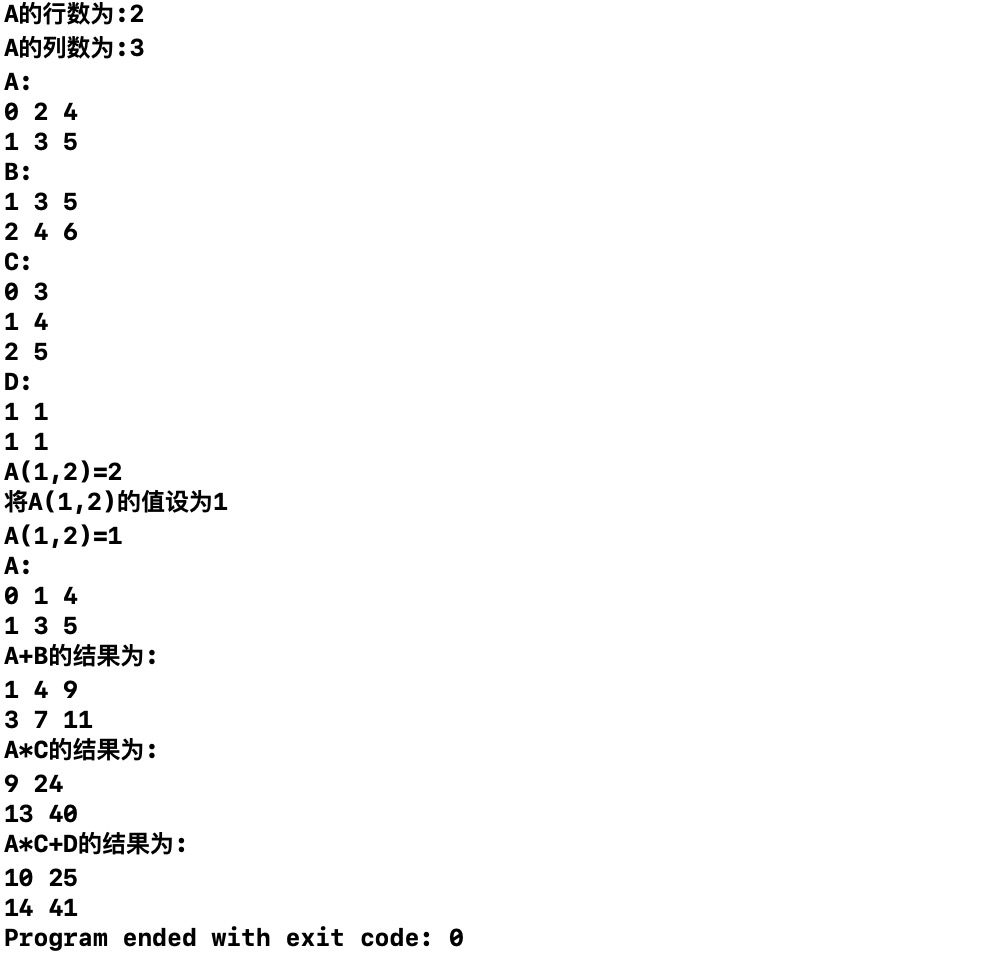 A的行数为:2
A的列数为:3
A:
0 2 4
1 3 5
B:
1 3 5
2 4 6
C:
0 3
1 4
2 5
D:
1 1
1 1
A(1,2)=2
将A(1,2)的值设为1
A(1,2)=1
A:
0 1 4
1 3 5
A+B的结果为:
1 4 9
3 7 11
A*C的结果为:
9 24
13 40
A*C+D的结果为:
10 25
14 41
Program ended with exit code: 0